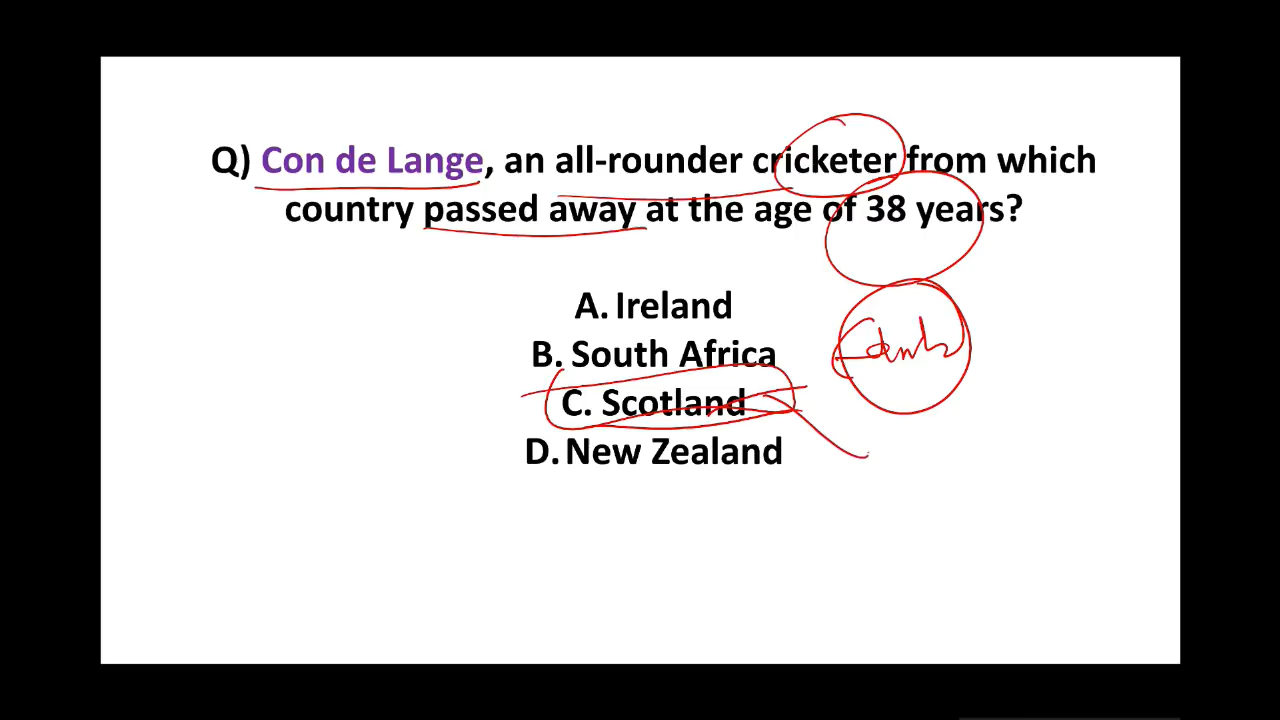 Q) Con de Lange, an all-rounder cricketer from which
country passed away at the age of 38 years?
A. Ireland
B. South Africa
C. Scotland
D. New Zealand